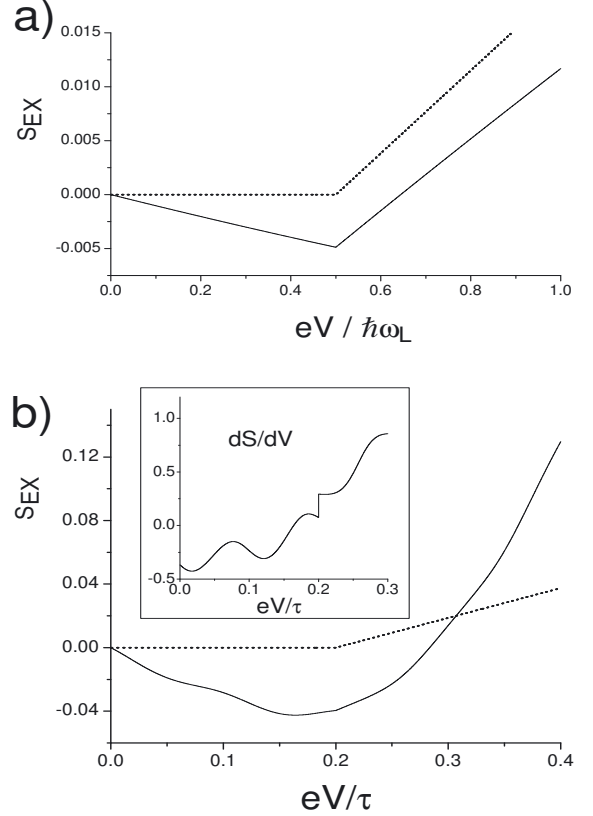 a)
0.015
0.010
0.005
0.000
-0.005
S_EX
0.0 0.2 0.4 0.6 0.8 1.0
eV / ℏω_L
b)
0.12
0.08
0.04
0.00
-0.04
S_EX
1.0
0.5
0.0
-0.5
dS/dV
0.0 0.1 0.2 0.3
eV/τ
0.0 0.1 0.2 0.3 0.4
eV/τ